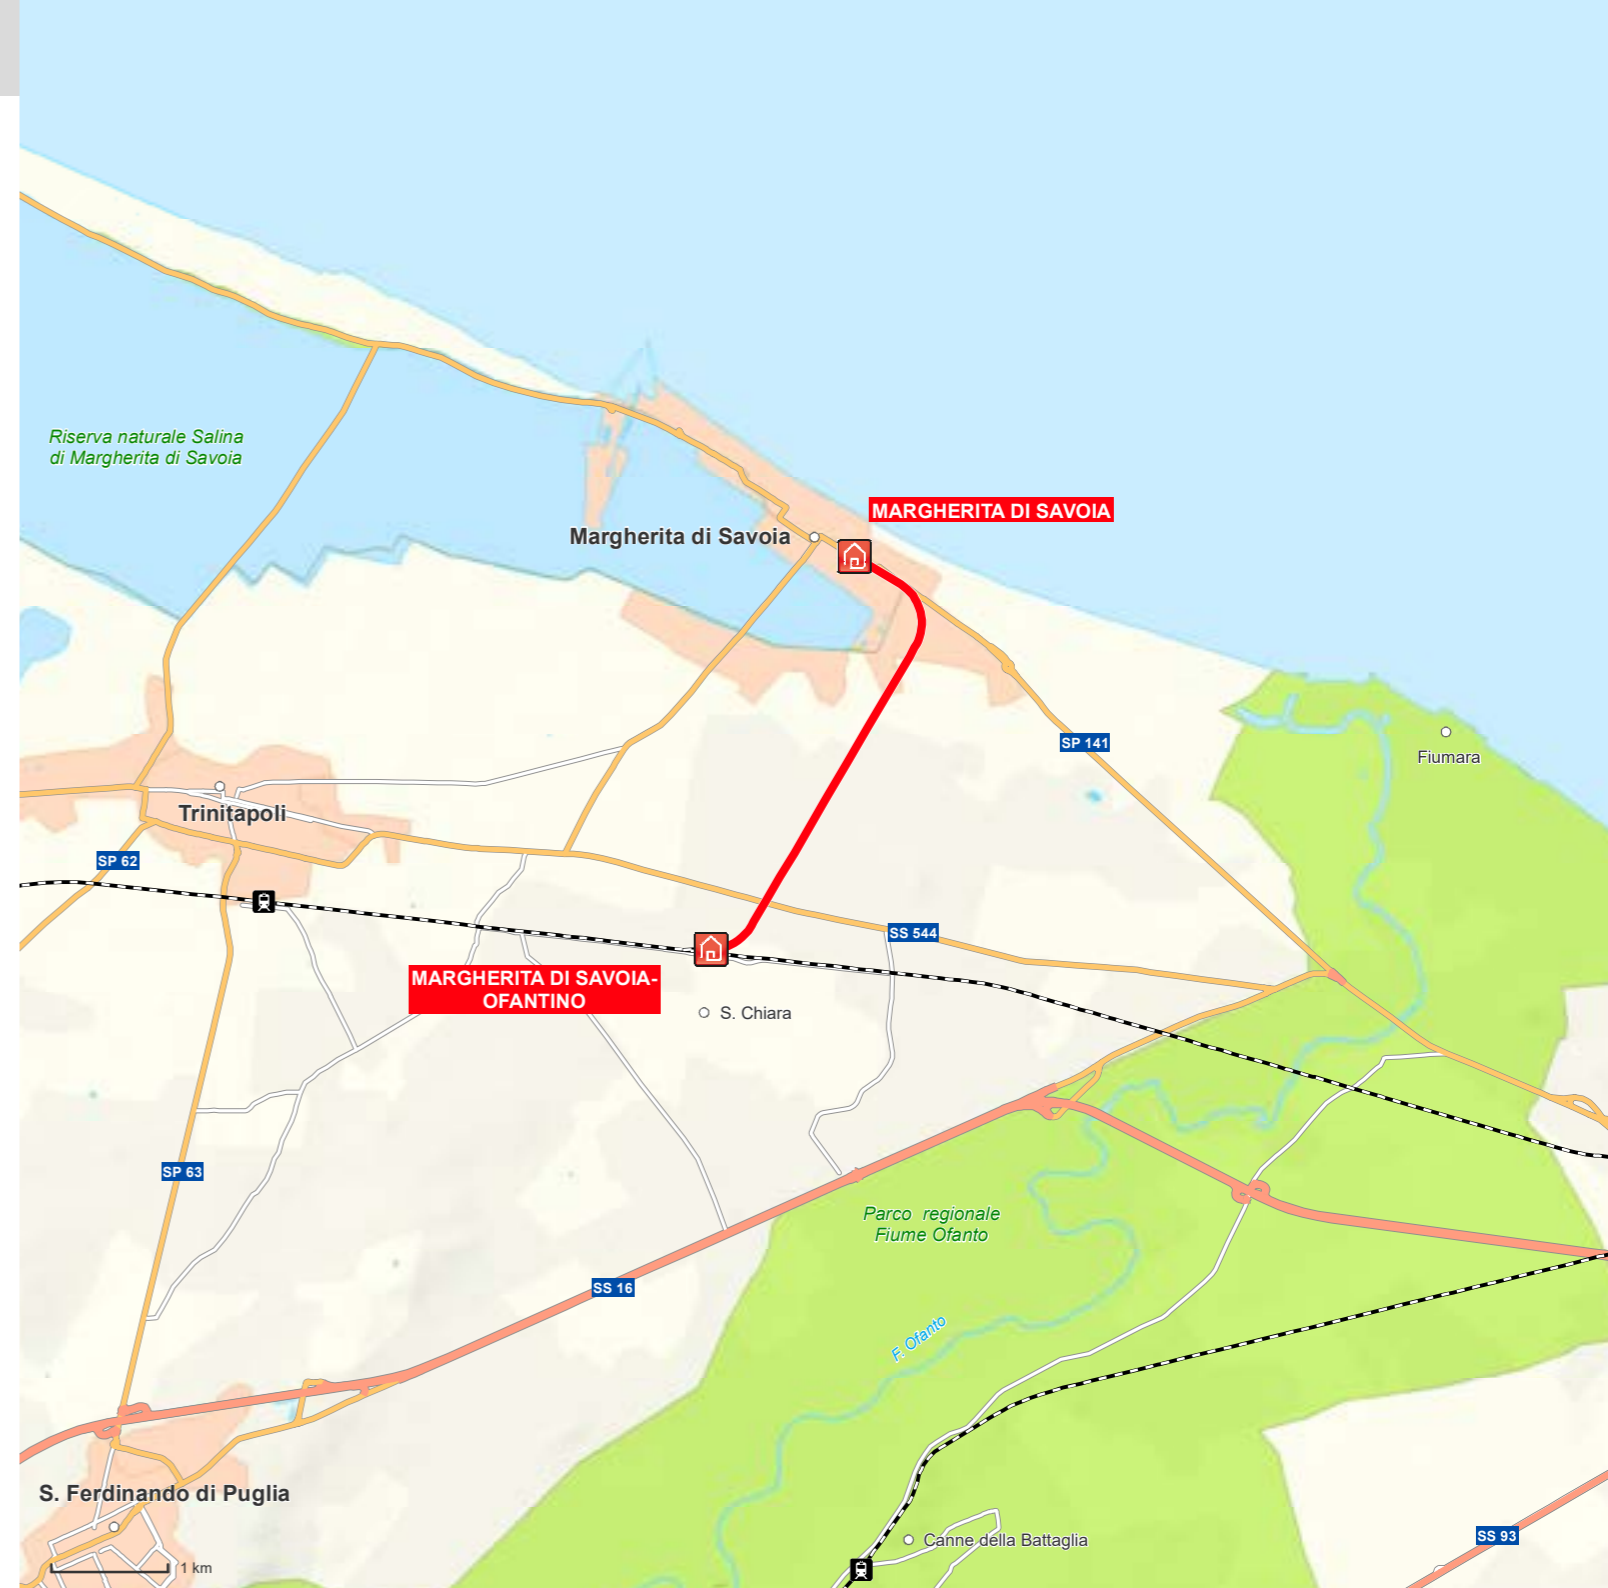 Riserva naturale Salina
di Margherita di Savoia
MARGHERITA DI SAVOIA
Margherita di Savoia
SP 141
Fiumara
Trinitapoli
SP 62
SS 544
MARGHERITA DI SAVOIA-
OFANTINO
S. Chiara
SP 63
Parco regionale
Fiume Ofanto
SS 16
F. Ofanto
S. Ferdinando di Puglia
Canne della Battaglia
SS 93
1 km